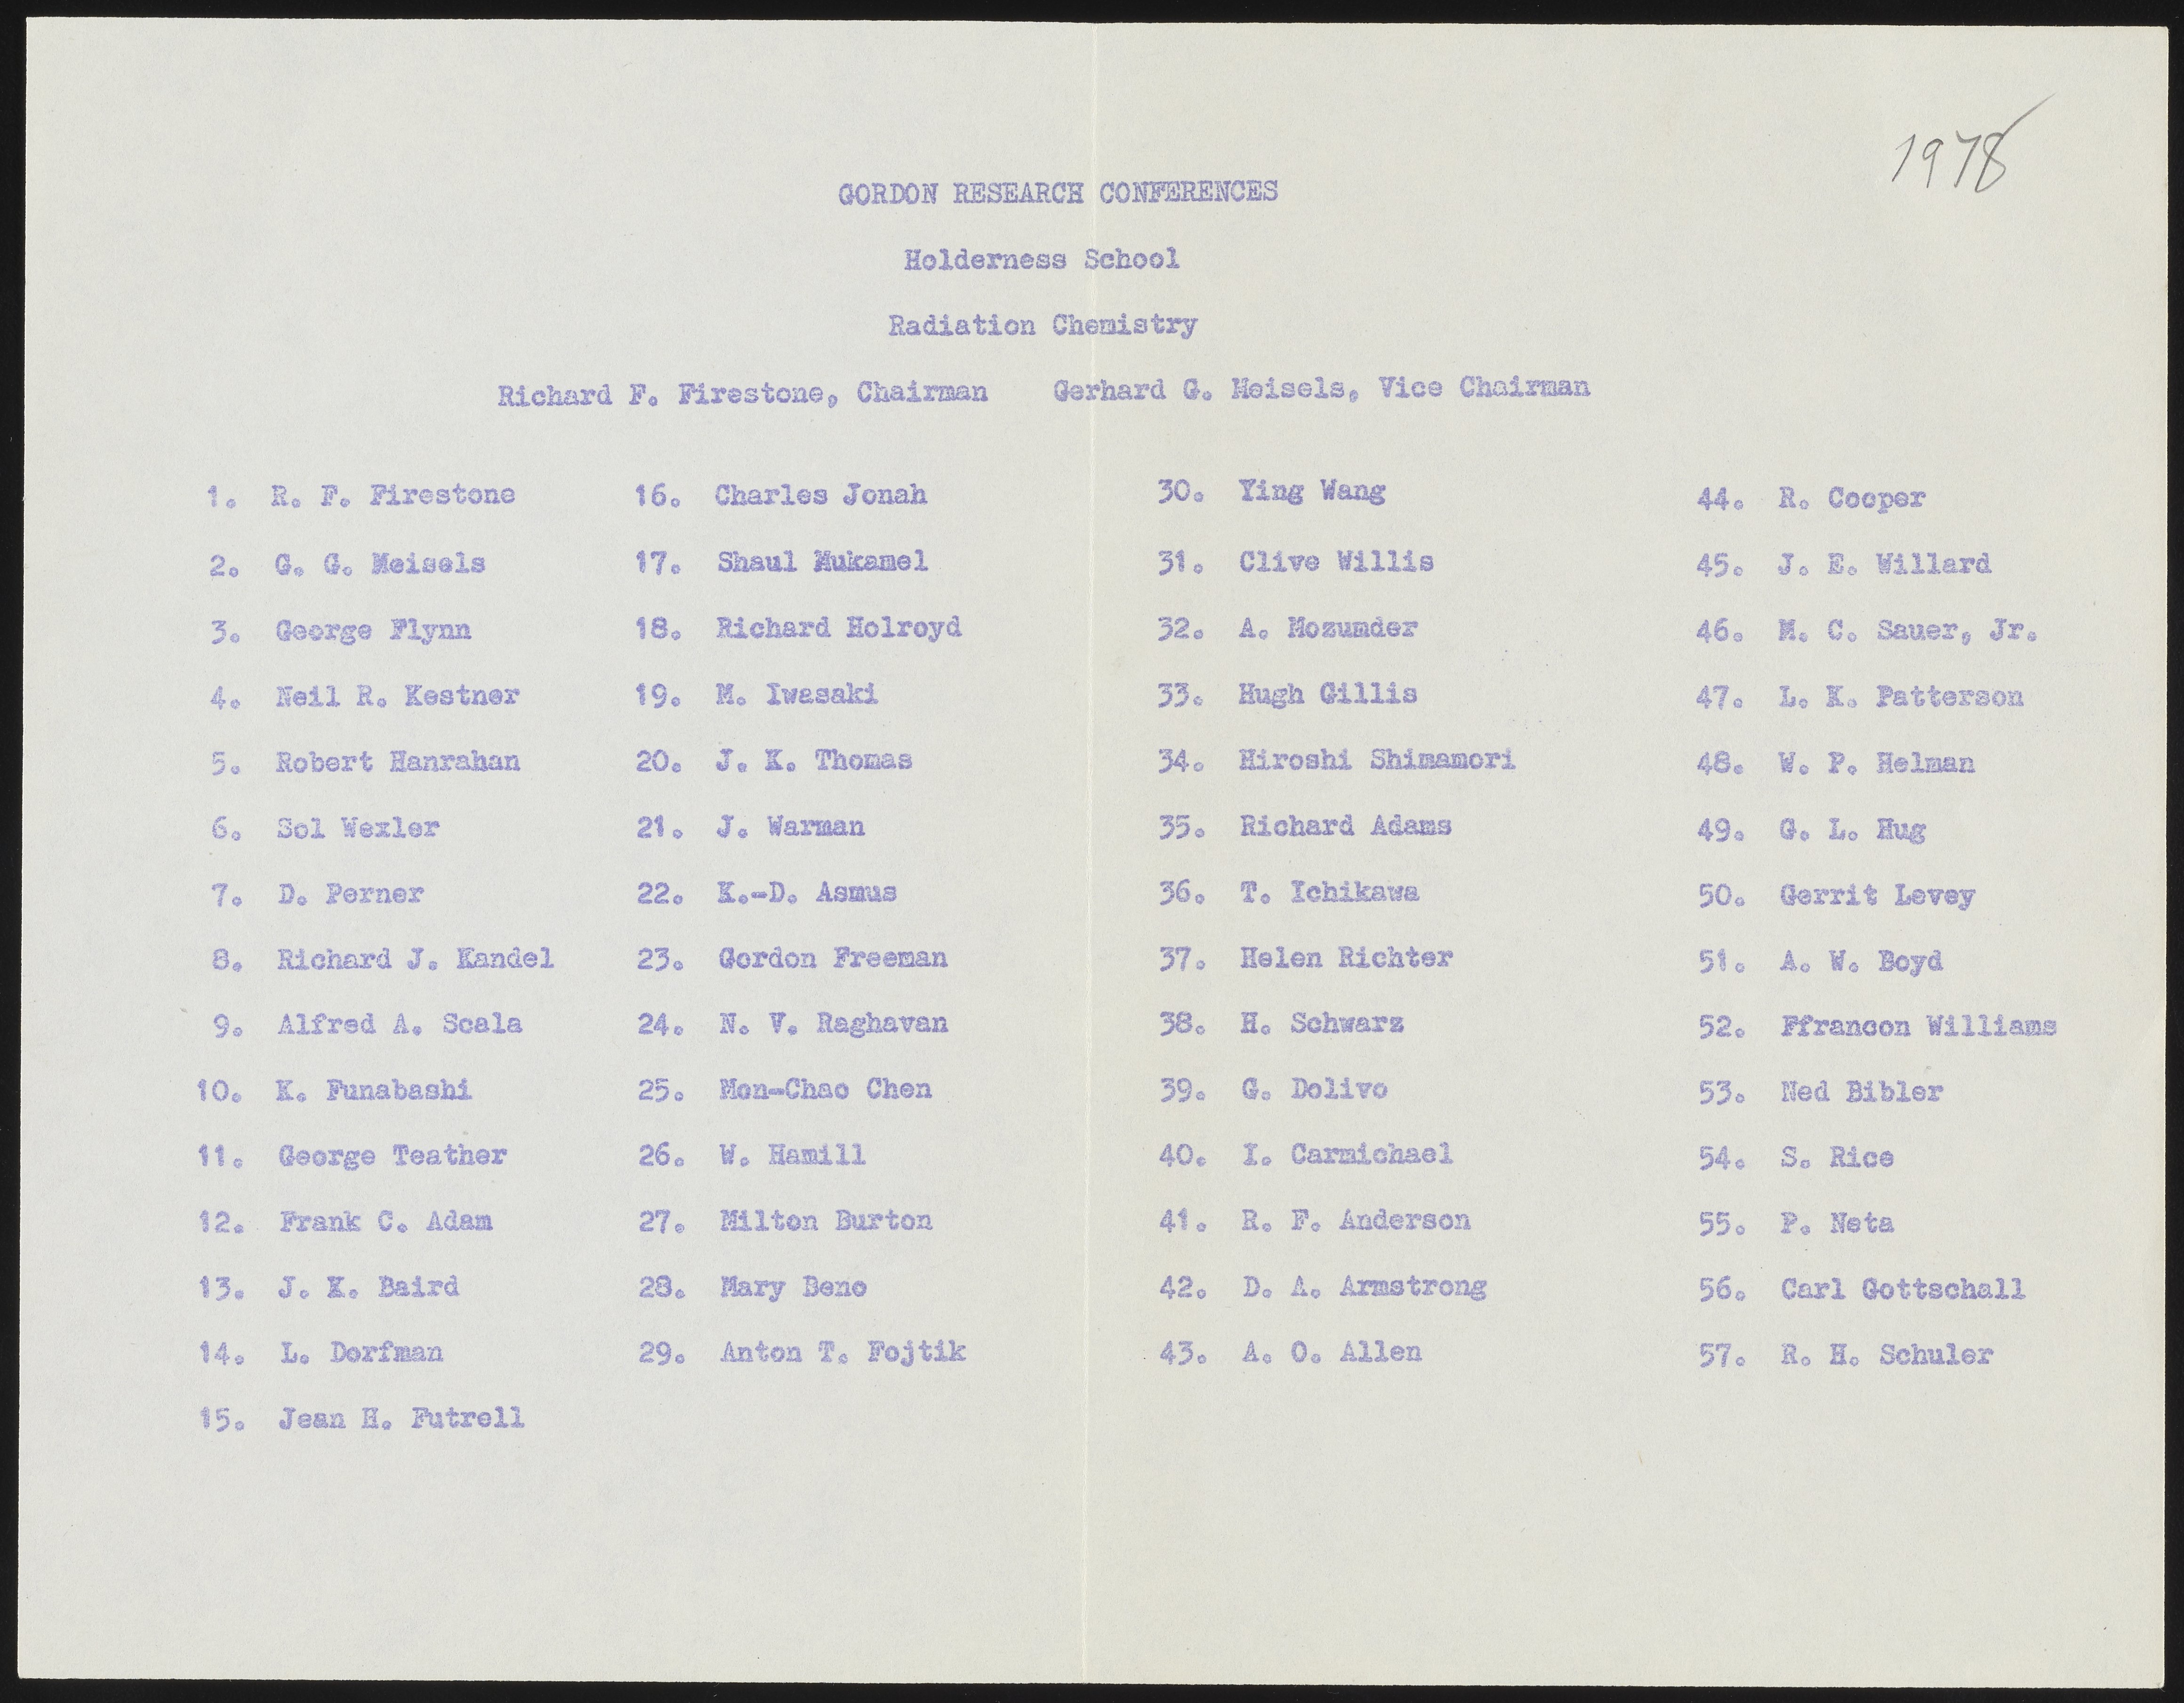 1978
GORDON RESEARCH CONFERENCES
Holderness School
Radiation Chemistry
Richard F. Firestone, Chairman Gerhard G. Meisels, Vice Chairman
1. R. F. Firestone
2. G. G. Meisels
3. George Flynn
4. Neil R. Kestner
5. Robert Hanrahan
6. Sol Wexler
7. D. Perner
8. Richard J. Kandel
9. Alfred A. Scala
10. K. Funabashi
11. George Teather
12. Frank C. Adam
13. J. K. Baird
14. L. Dorfman
15. Jean H. Futrell
16. Charles Jonah
17. Shaul Mukamel
18. Richard Holroyd
19. M. Iwasaki
20. J. K. Thomas
21. J. Warman
22. K.-D. Asmus
23. Gordon Freeman
24. N. V. Raghavan
25. Mon-Chao Chen
26. W. Hamill
27. Milton Burton
28. Mary Beno
29. Anton T. Fojtik
30. Ying Wang
31. Clive Willis
32. A. Mozumder
33. Hugh Gillis
34. Hiroshi Shimamori
35. Richard Adams
36. T. Ichikawa
37. Helen Richter
38. H. Schwarz
39. G. Dolivo
40. I. Carmichael
41. R. F. Anderson
42. D. A. Armstrong
43. A. O. Allen
44. R. Cooper
45. J. E. Willard
46. M. C. Sauer, Jr.
47. L. K. Patterson
48. W. P. Helman
49. G. L. Hug
50. Gerrit Levey
51. A. W. Boyd
52. Ffrancon Williams
53. Ned Bibler
54. S. Rice
55. P. Neta
56. Carl Gottschall
57. R. H. Schuler